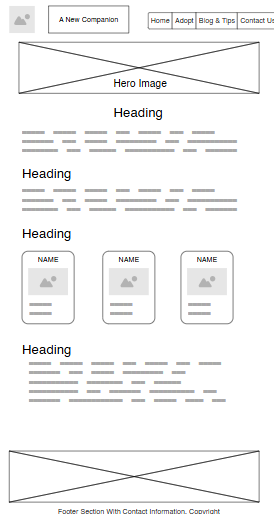 A New Companion
Home Adopt Blog & Tips Contact Us
Hero Image
Heading
Heading
Heading
NAME NAME NAME
Heading
Footer Section With Contact Information, Copyright